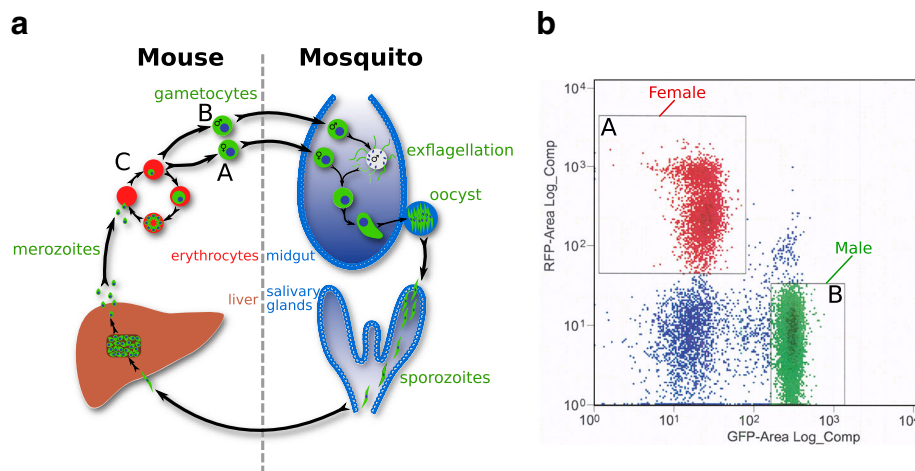 a
Mouse
Mosquito
gametocytes
B
♂
♂
C
♀
A
♀
♂
exflagellation
oocyst
merozoites
erythrocytes
midgut
liver
salivary
glands
sporozoites
b
10⁴
Female
A
10³
RFP-Area Log_Comp
10²
Male
B
10¹
10⁰
10⁰
10¹
10²
10³
GFP-Area Log_Comp